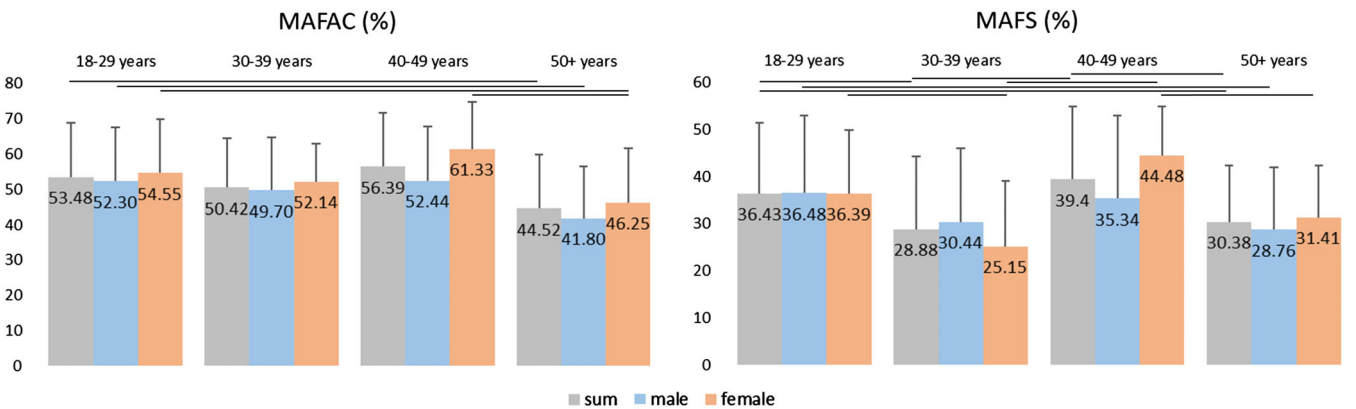 MAFAC (%)
18-29 years 30-39 years 40-49 years 50+ years
80
70
60
50
40
30
20
10
0
53.48 52.30 54.55 50.42 49.70 52.14 56.39 52.44 61.33 44.52 41.80 46.25
MAFS (%)
18-29 years 30-39 years 40-49 years 50+ years
60
50
40
30
20
10
0
36.43 36.48 36.39 28.88 30.44 25.15 39.4 35.34 44.48 30.38 28.76 31.41
sum male female